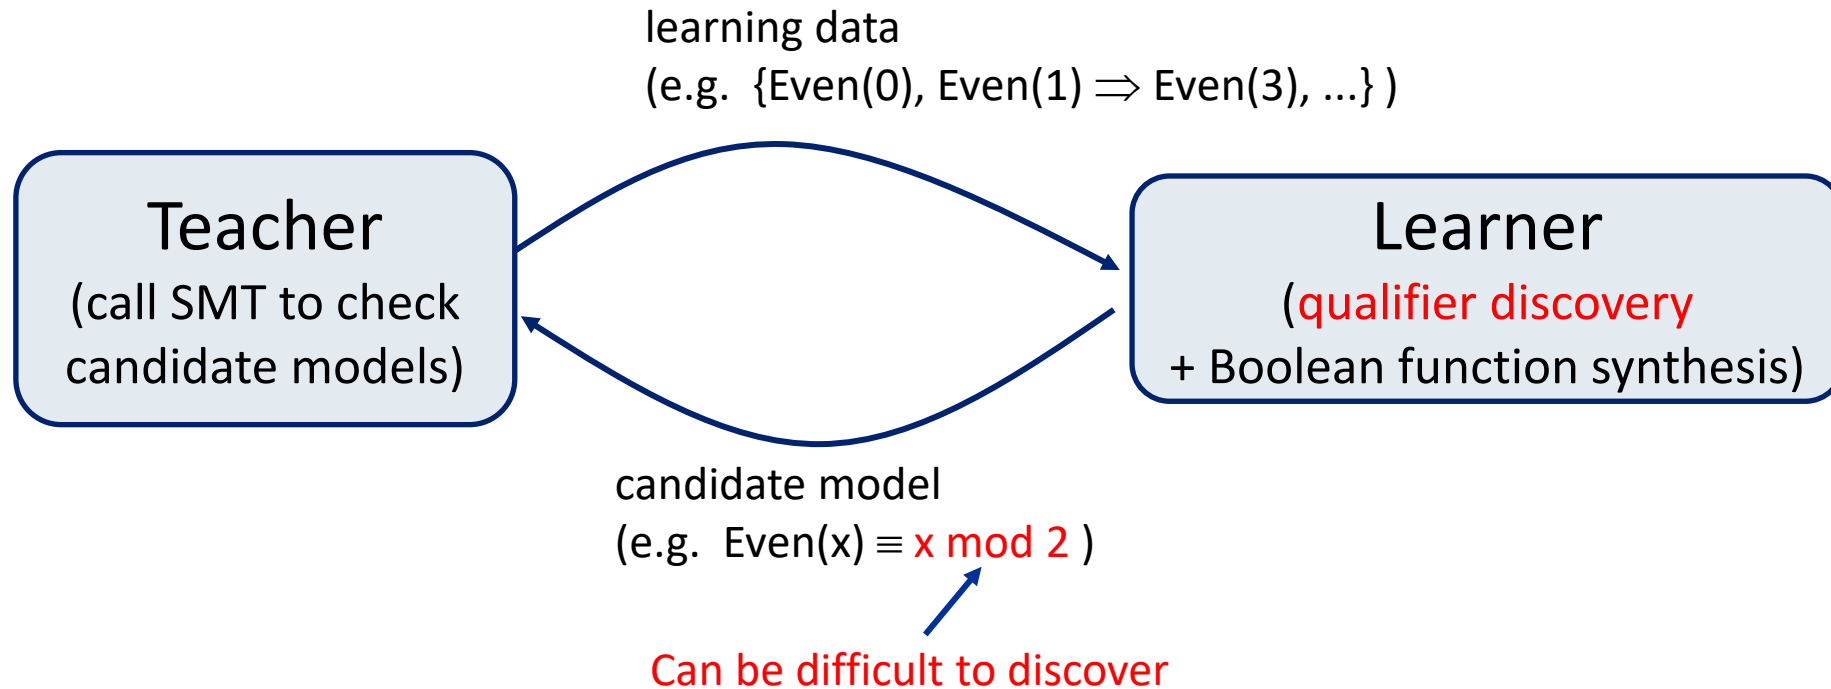 learning data
(e.g. {Even(0), Even(1) ⟹ Even(3), ...} )
Teacher
(call SMT to check
candidate models)
Learner
(qualifier discovery
+ Boolean function synthesis)
candidate model
(e.g. Even(x) ≡ x mod 2 )
Can be difficult to discover